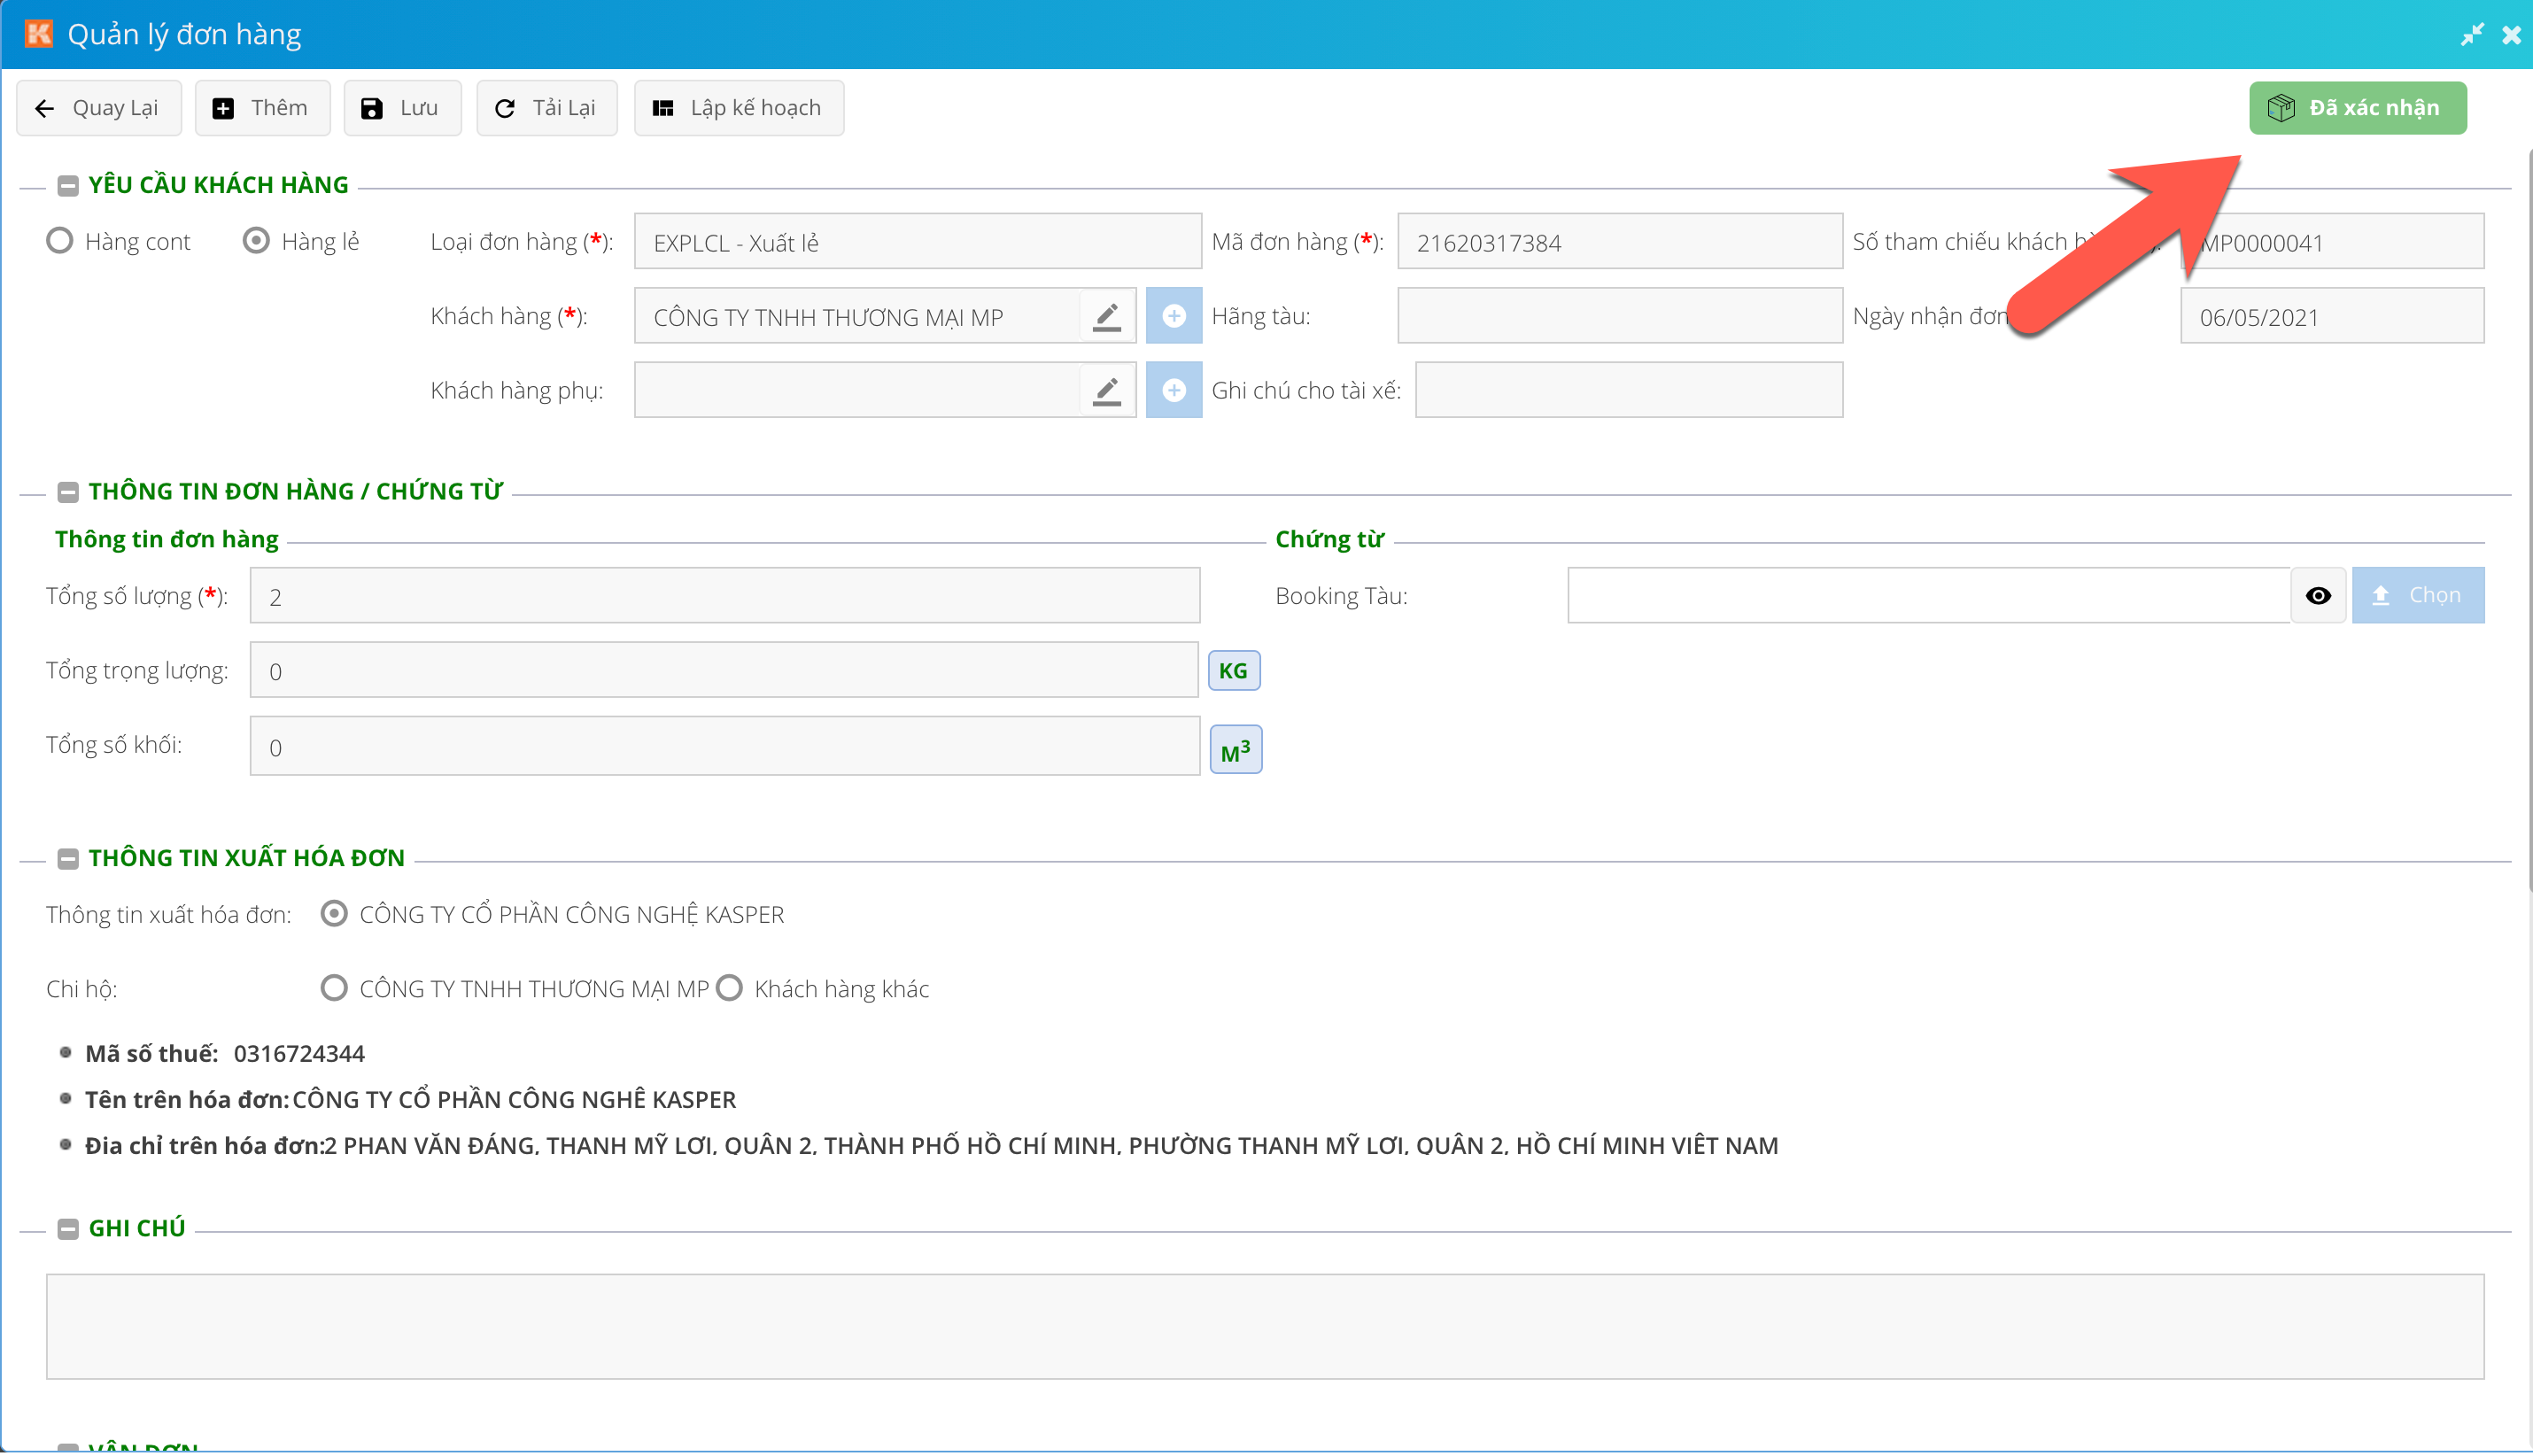 Quản lý đơn hàng
Quay Lại Thêm Lưu Tải Lại Lập kế hoạch Đã xác nhận
YÊU CẦU KHÁCH HÀNG
Hàng cont Hàng lẻ Loại đơn hàng (*): EXPLCL - Xuất lẻ Mã đơn hàng (*): 21620317384 Số tham chiếu khách MP0000041
Khách hàng (*): CÔNG TY TNHH THƯƠNG MẠI MP Hãng tàu: Ngày nhận đơn 06/05/2021
Khách hàng phụ: Ghi chú cho tài xế:
THÔNG TIN ĐƠN HÀNG / CHỨNG TỪ
Thông tin đơn hàng Chứng từ
Tổng số lượng (*): 2 Booking Tàu: Chọn
Tổng trọng lượng: 0 KG
Tổng số khối: 0 M³
THÔNG TIN XUẤT HÓA ĐƠN
Thông tin xuất hóa đơn: CÔNG TY CỔ PHẦN CÔNG NGHỆ KASPER
Chi hộ: CÔNG TY TNHH THƯƠNG MẠI MP Khách hàng khác
Mã số thuế: 0316724344
Tên trên hóa đơn: CÔNG TY CỔ PHẦN CÔNG NGHỆ KASPER
Địa chỉ trên hóa đơn: 2 PHAN VĂN ĐÁNG, THẠNH MỸ LỢI, QUẬN 2, THÀNH PHỐ HỒ CHÍ MINH, PHƯỜNG THẠNH MỸ LỢI, QUẬN 2, HỒ CHÍ MINH VIỆT NAM
GHI CHÚ
VẬN ĐƠN